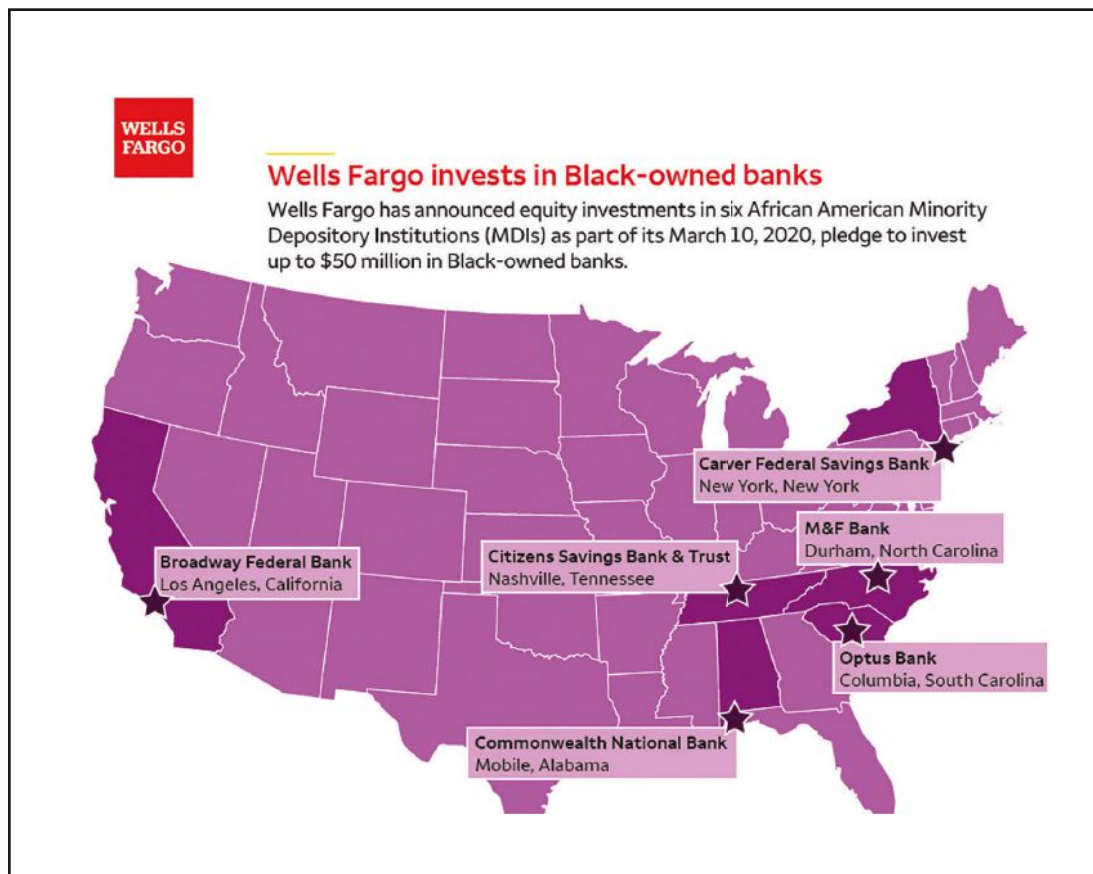 WELLS
FARGO
Wells Fargo invests in Black-owned banks
Wells Fargo has announced equity investments in six African American Minority
Depository Institutions (MDIs) as part of its March 10, 2020, pledge to invest
up to $50 million in Black-owned banks.
Carver Federal Savings Bank
New York, New York
M&F Bank
Durham, North Carolina
Citizens Savings Bank & Trust
Nashville, Tennessee
Broadway Federal Bank
Los Angeles, California
Optus Bank
Columbia, South Carolina
Commonwealth National Bank
Mobile, Alabama